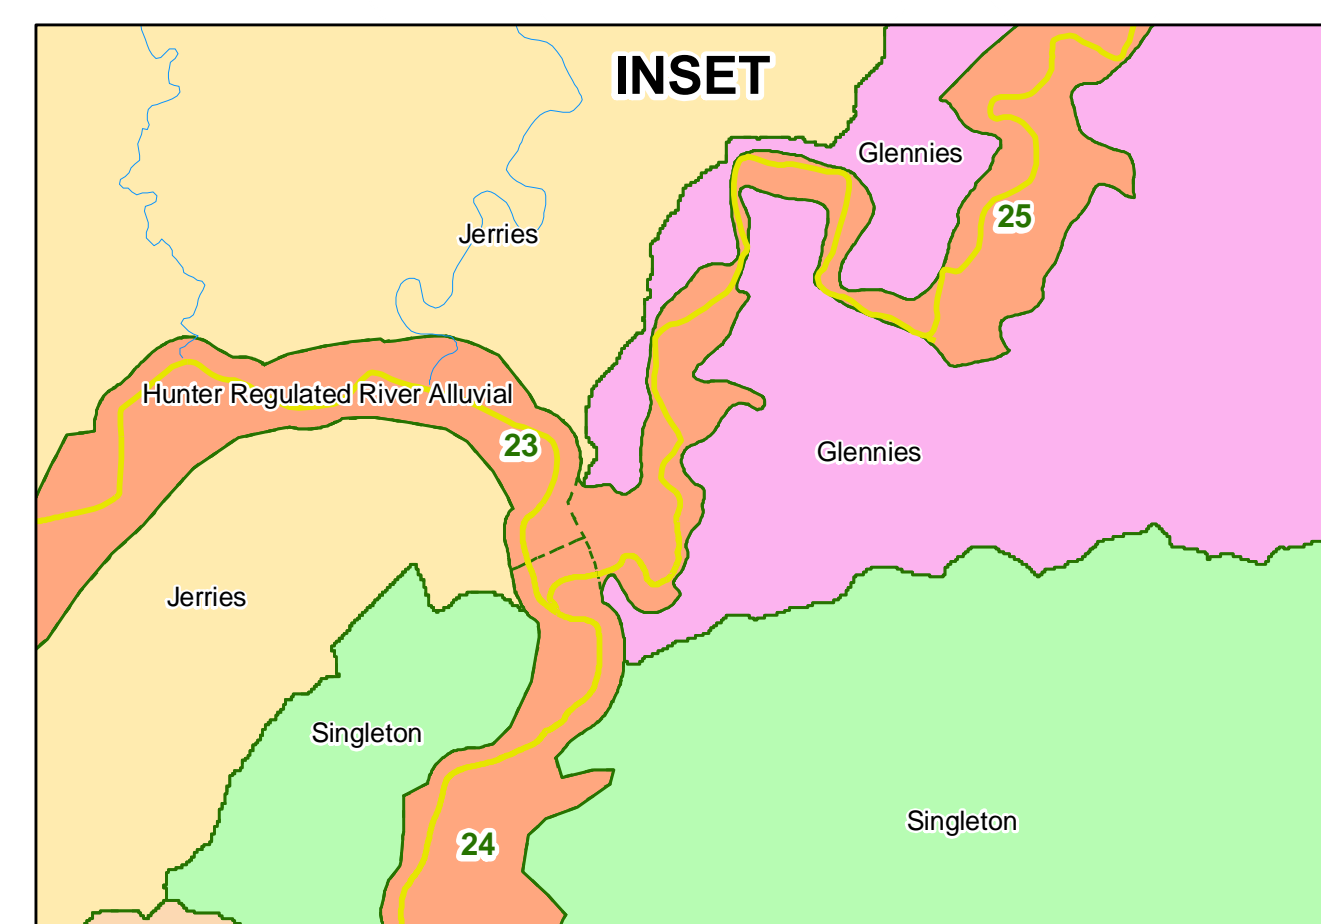 INSET
Glennies
25
Jerries
Hunter Regulated River Alluvial
23
Glennies
Jerries
Singleton
Singleton
24